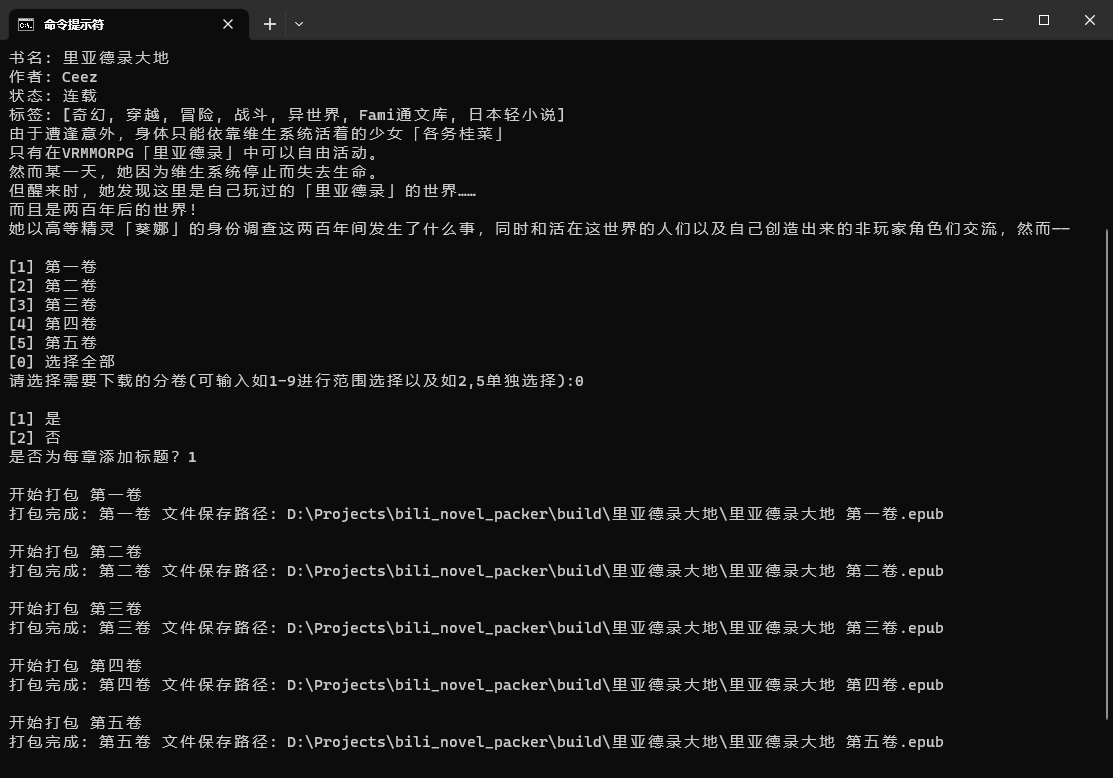 命令提示符
书名: 里亚德录大地
作者: Ceez
状态: 连载
标签: [奇幻, 穿越, 冒险, 战斗, 异世界, Fami通文库, 日本轻小说]
由于遭逢意外，身体只能依靠维生系统活着的少女「各务桂菜」
只有在VRMMORPG「里亚德录」中可以自由活动。
然而某一天，她因为维生系统停止而失去生命。
但醒来时，她发现这里是自己玩过的「里亚德录」的世界……
而且是两百年后的世界！
她以高等精灵「葵娜」的身份调查这两百年间发生了什么事，同时和活在这世界的人们以及自己创造出来的非玩家角色们交流，然而——

[1] 第一卷
[2] 第二卷
[3] 第三卷
[4] 第四卷
[5] 第五卷
[0] 选择全部
请选择需要下载的分卷(可输入如1-9进行范围选择以及如2,5单独选择):0

[1] 是
[2] 否
是否为每章添加标题? 1

开始打包 第一卷
打包完成: 第一卷 文件保存路径: D:\Projects\bili_novel_packer\build\里亚德录大地\里亚德录大地 第一卷.epub

开始打包 第二卷
打包完成: 第二卷 文件保存路径: D:\Projects\bili_novel_packer\build\里亚德录大地\里亚德录大地 第二卷.epub

开始打包 第三卷
打包完成: 第三卷 文件保存路径: D:\Projects\bili_novel_packer\build\里亚德录大地\里亚德录大地 第三卷.epub

开始打包 第四卷
打包完成: 第四卷 文件保存路径: D:\Projects\bili_novel_packer\build\里亚德录大地\里亚德录大地 第四卷.epub

开始打包 第五卷
打包完成: 第五卷 文件保存路径: D:\Projects\bili_novel_packer\build\里亚德录大地\里亚德录大地 第五卷.epub